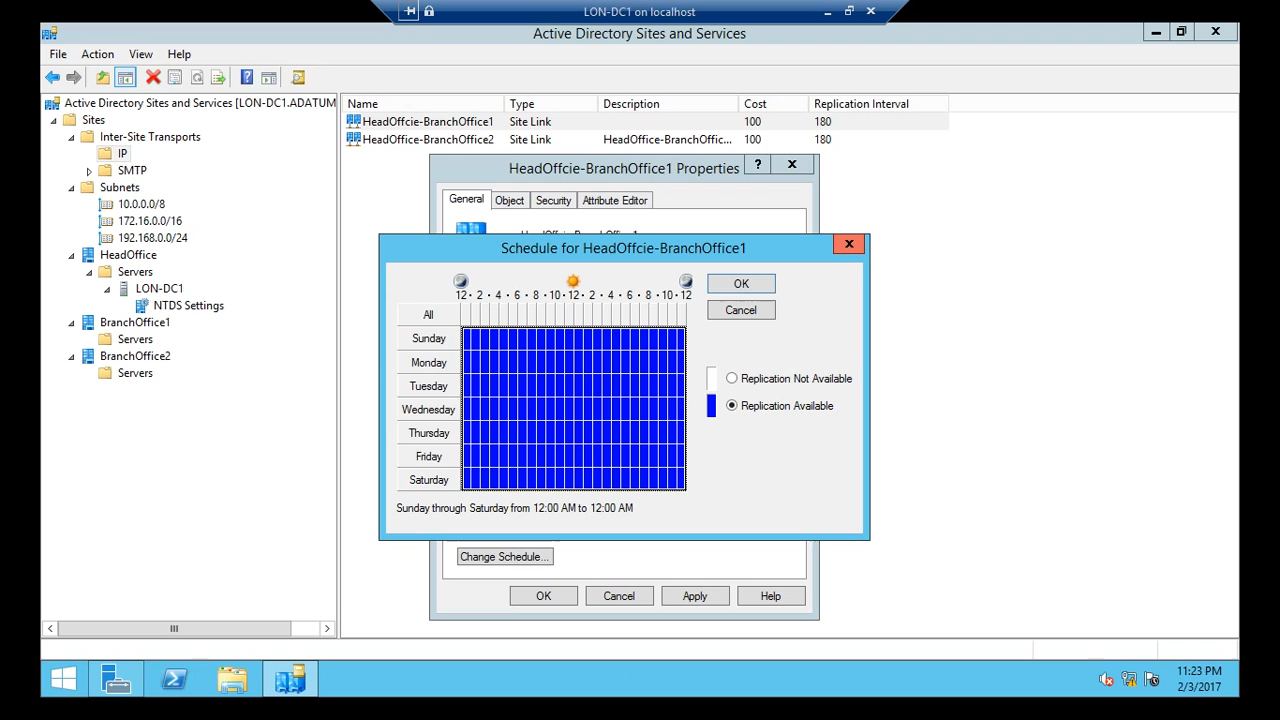 LON-DC1 on localhost
Active Directory Sites and Services
File Action View Help
Active Directory Sites and Services [LON-DC1.ADATUM
Sites
Inter-Site Transports
IP
SMTP
Subnets
10.0.0.0/8
172.16.0.0/16
192.168.0.0/24
HeadOffice
Servers
LON-DC1
NTDS Settings
BranchOffice1
Servers
BranchOffice2
Servers
Name Type Description Cost Replication Interval
HeadOffcie-BranchOffice1 Site Link 100 180
HeadOffice-BranchOffice2 Site Link HeadOffice-BranchOffic... 100 180
HeadOffcie-BranchOffice1 Properties
General Object Security Attribute Editor
Schedule for HeadOffcie-BranchOffice1
12 · 2 · 4 · 6 · 8 · 10 · 12 · 2 · 4 · 6 · 8 · 10 · 12
All
Sunday
Monday
Tuesday
Wednesday
Thursday
Friday
Saturday
OK
Cancel
Replication Not Available
Replication Available
Sunday through Saturday from 12:00 AM to 12:00 AM
Change Schedule...
OK Cancel Apply Help
11:23 PM
2/3/2017